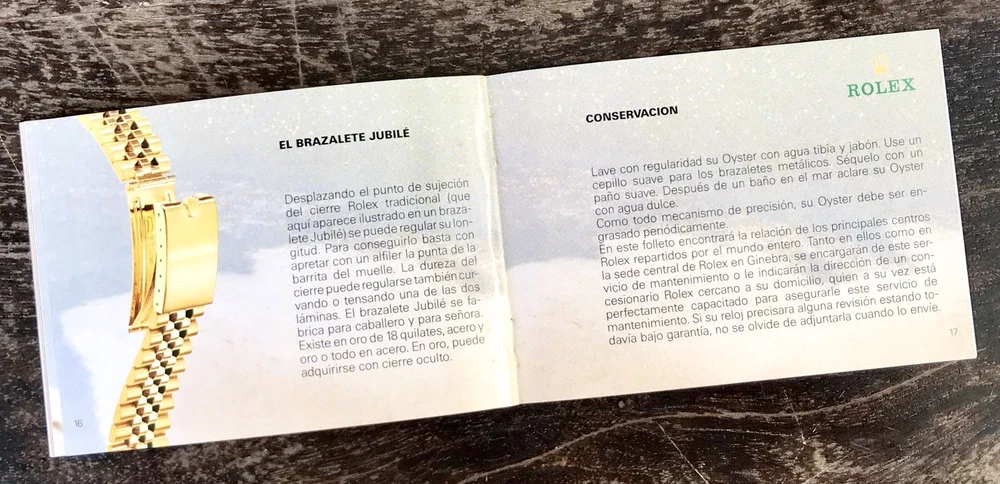 EL BRAZALETE JUBILÉ
Desplazando el punto de sujeción
del cierre Rolex tradicional (que
aquí aparece ilustrado en un braza-
lete Jubilé) se puede regular su lon-
gitud. Para conseguirlo basta con
apretar con un alfiler la punta de la
barrita del muelle. La dureza del
cierre puede regularse también cur-
vando o tensando una de las dos
láminas. El brazalete Jubilé se fa-
brica para caballero y para señora.
Existe en oro de 18 quilates, acero y
oro o todo en acero. En oro, puede
adquirirse con cierre oculto.
16
ROLEX
CONSERVACION
Lave con regularidad su Oyster con agua tibia y jabón. Use un
cepillo suave para los brazaletes metálicos. Séquelo con un
paño suave. Después de un baño en el mar aclare su Oyster
con agua dulce.
Como todo mecanismo de precisión, su Oyster debe ser en-
grasado periódicamente.
En este folleto encontrará la relación de los principales centros
Rolex repartidos por el mundo entero. Tanto en ellos como en
la sede central de Rolex en Ginebra, se encargarán de este ser-
vicio de mantenimiento o le indicarán la dirección de un con-
cesionario Rolex cercano a su domicilio, quien a su vez está
perfectamente capacitado para asegurarle este servicio de
mantenimiento. Si su reloj precisara alguna revisión estando to-
davía bajo garantía, no se olvide de adjuntarla cuando lo envíe.
17